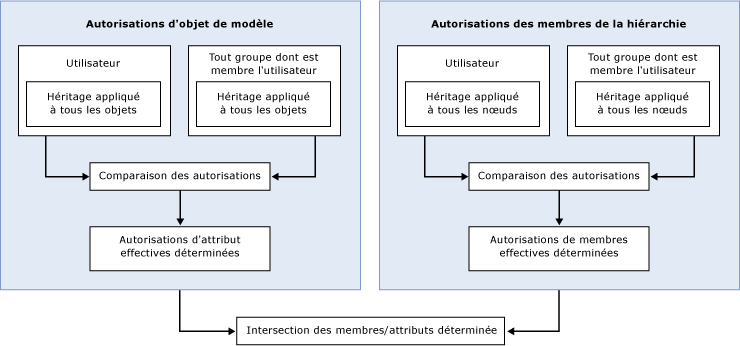 Autorisations d'objet de modèle
Utilisateur
Héritage appliqué
à tous les objets
Tout groupe dont est
membre l'utilisateur
Héritage appliqué
à tous les objets
Comparaison des autorisations
Autorisations d'attribut
effectives déterminées
Autorisations des membres de la hiérarchie
Utilisateur
Héritage appliqué
à tous les nœuds
Tout groupe dont est
membre l'utilisateur
Héritage appliqué
à tous les nœuds
Comparaison des autorisations
Autorisations de membres
effectives déterminées
Intersection des membres/attributs déterminée